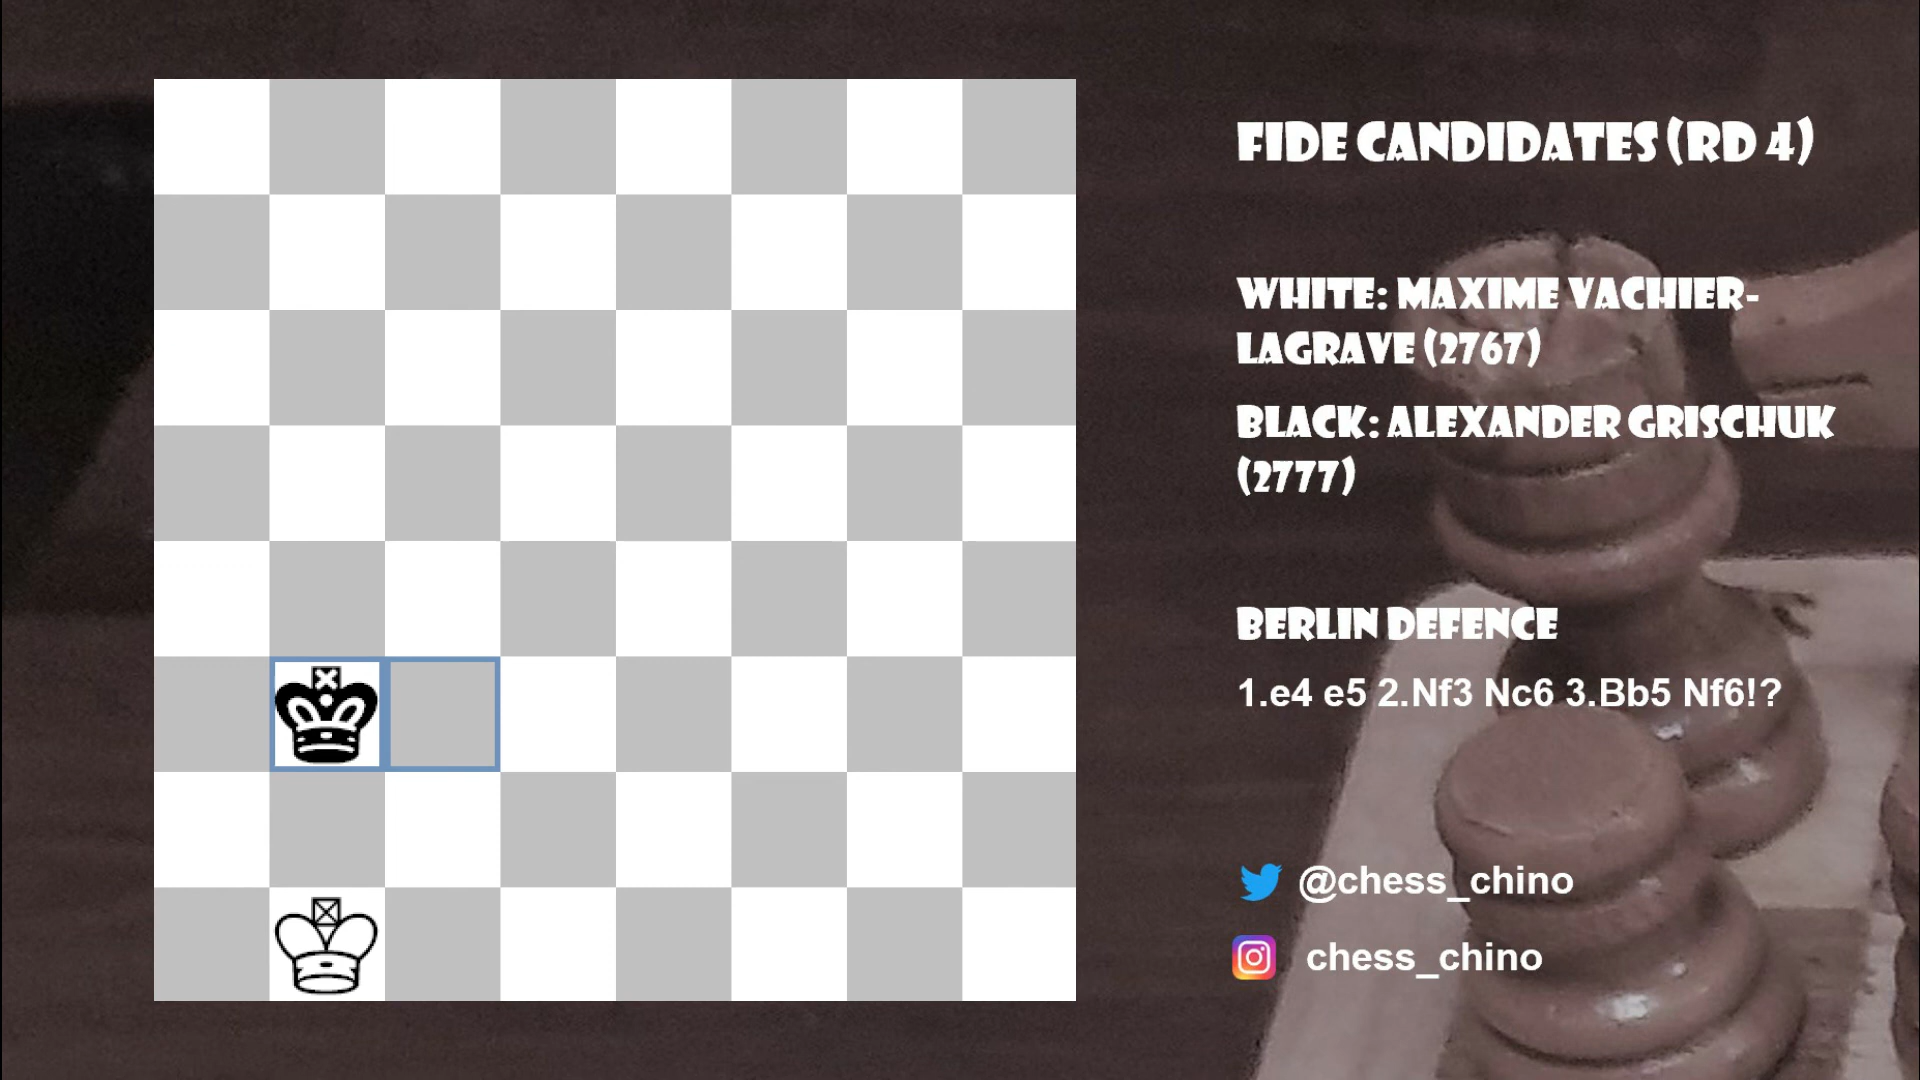 FIDE CANDIDATES (RD 4)
WHITE: MAXIME VACHIER-
LAGRAVE (2767)
BLACK: ALEXANDER GRISCHUK
(2777)
BERLIN DEFENCE
1.e4 e5 2.Nf3 Nc6 3.Bb5 Nf6!?
@chess_chino
chess_chino